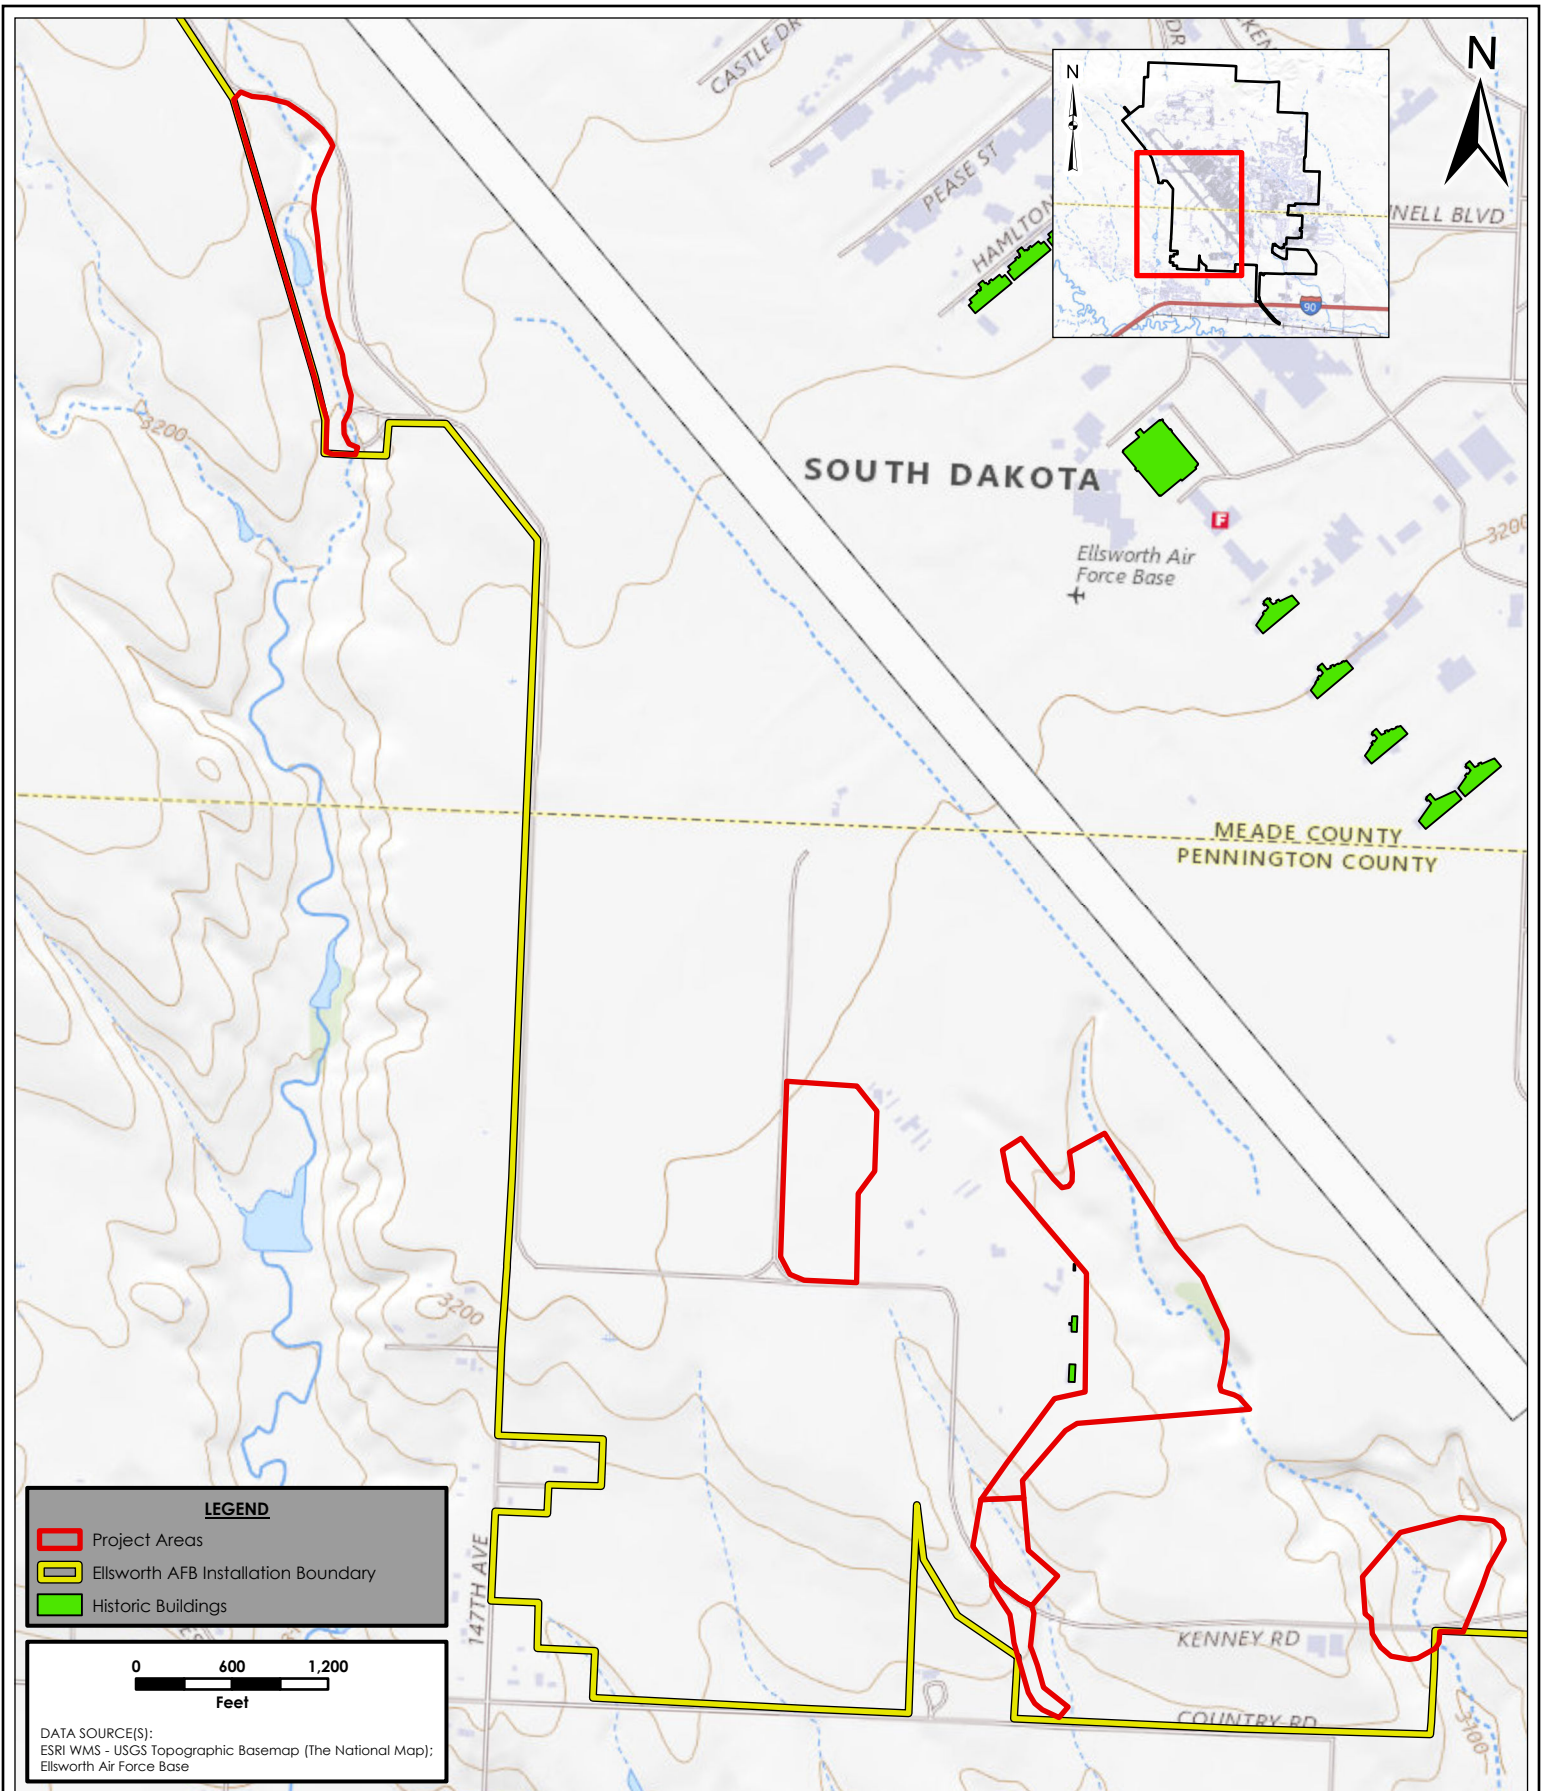 CASTLE DR
DR
N
N
PEASE ST
HAMLTON
NELL BLVD
90
3200
SOUTH DAKOTA
F
3200
Ellsworth Air
Force Base
MEADE COUNTY
PENNINGTON COUNTY
3200
LEGEND
Project Areas
Ellsworth AFB Installation Boundary
Historic Buildings
147TH AVE
KENNEY RD
COUNTRY RD
3100
0 600 1,200
Feet
DATA SOURCE(S):
ESRI WMS - USGS Topographic Basemap (The National Map);
Ellsworth Air Force Base